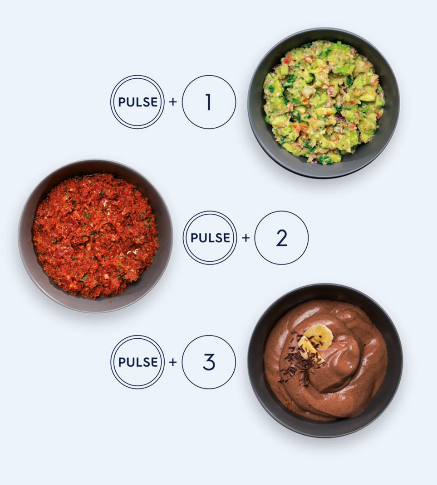 PULSE + 1
PULSE + 2
PULSE + 3